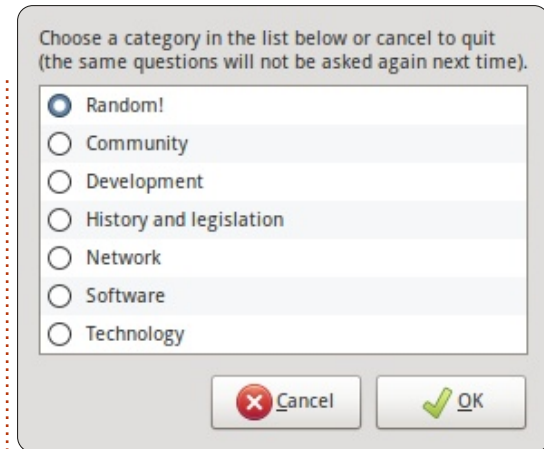 Choose a category in the list below or cancel to quit
(the same questions will not be asked again next time).
Random!
Community
Development
History and legislation
Network
Software
Technology
Cancel
OK